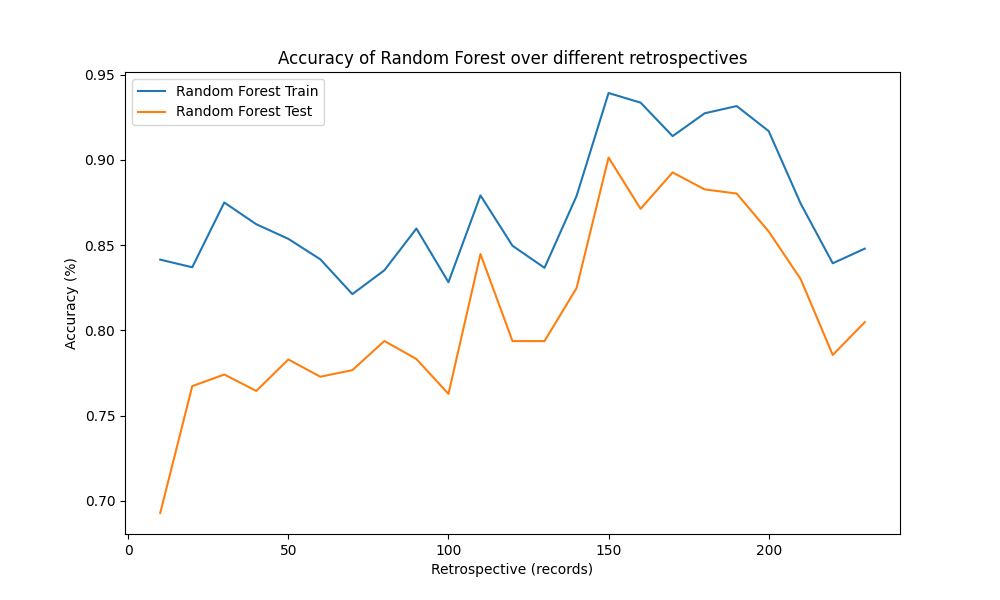 Accuracy of Random Forest over different retrospectives
0.95
Random Forest Train
Random Forest Test
0.90
0.85
Accuracy (%)
0.80
0.75
0.70
0
50
100
150
200
Retrospective (records)